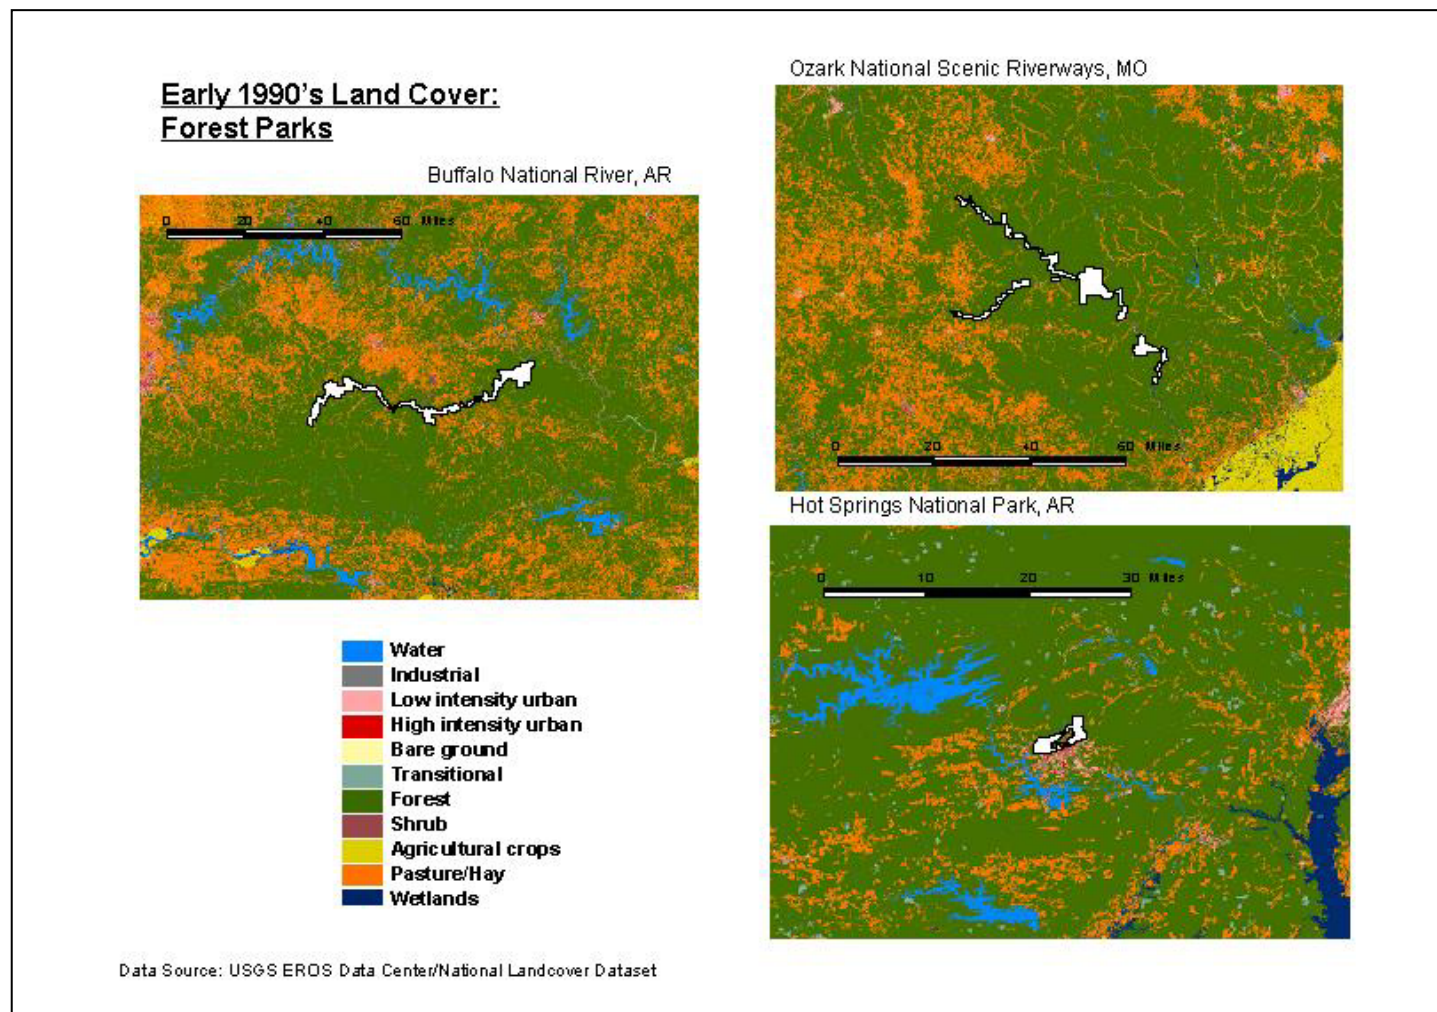 Early 1990's Land Cover:
Forest Parks
Buffalo National River, AR
0 20 40 60 Miles
Ozark National Scenic Riverways, MO
0 20 40 60 Miles
Hot Springs National Park, AR
0 10 20 30 Miles
Water
Industrial
Low intensity urban
High intensity urban
Bare ground
Transitional
Forest
Shrub
Agricultural crops
Pasture/Hay
Wetlands
Data Source: USGS EROS Data Center/National Landcover Dataset